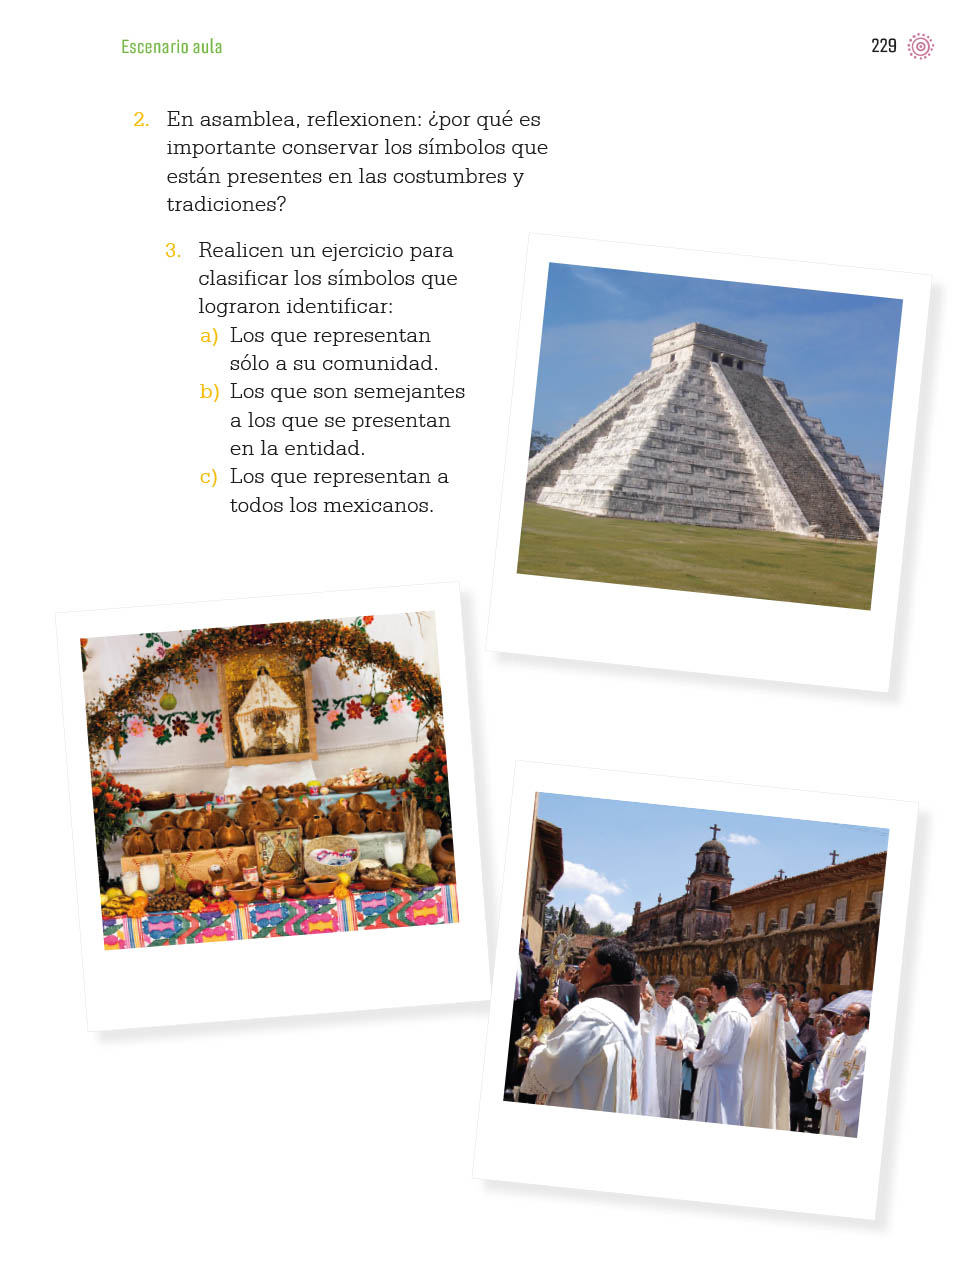 Escenario aula
229
2. En asamblea, reflexionen: ¿por qué es
importante conservar los símbolos que
están presentes en las costumbres y
tradiciones?
3. Realicen un ejercicio para
clasificar los símbolos que
lograron identificar:
a) Los que representan
sólo a su comunidad.
b) Los que son semejantes
a los que se presentan
en la entidad.
c) Los que representan a
todos los mexicanos.